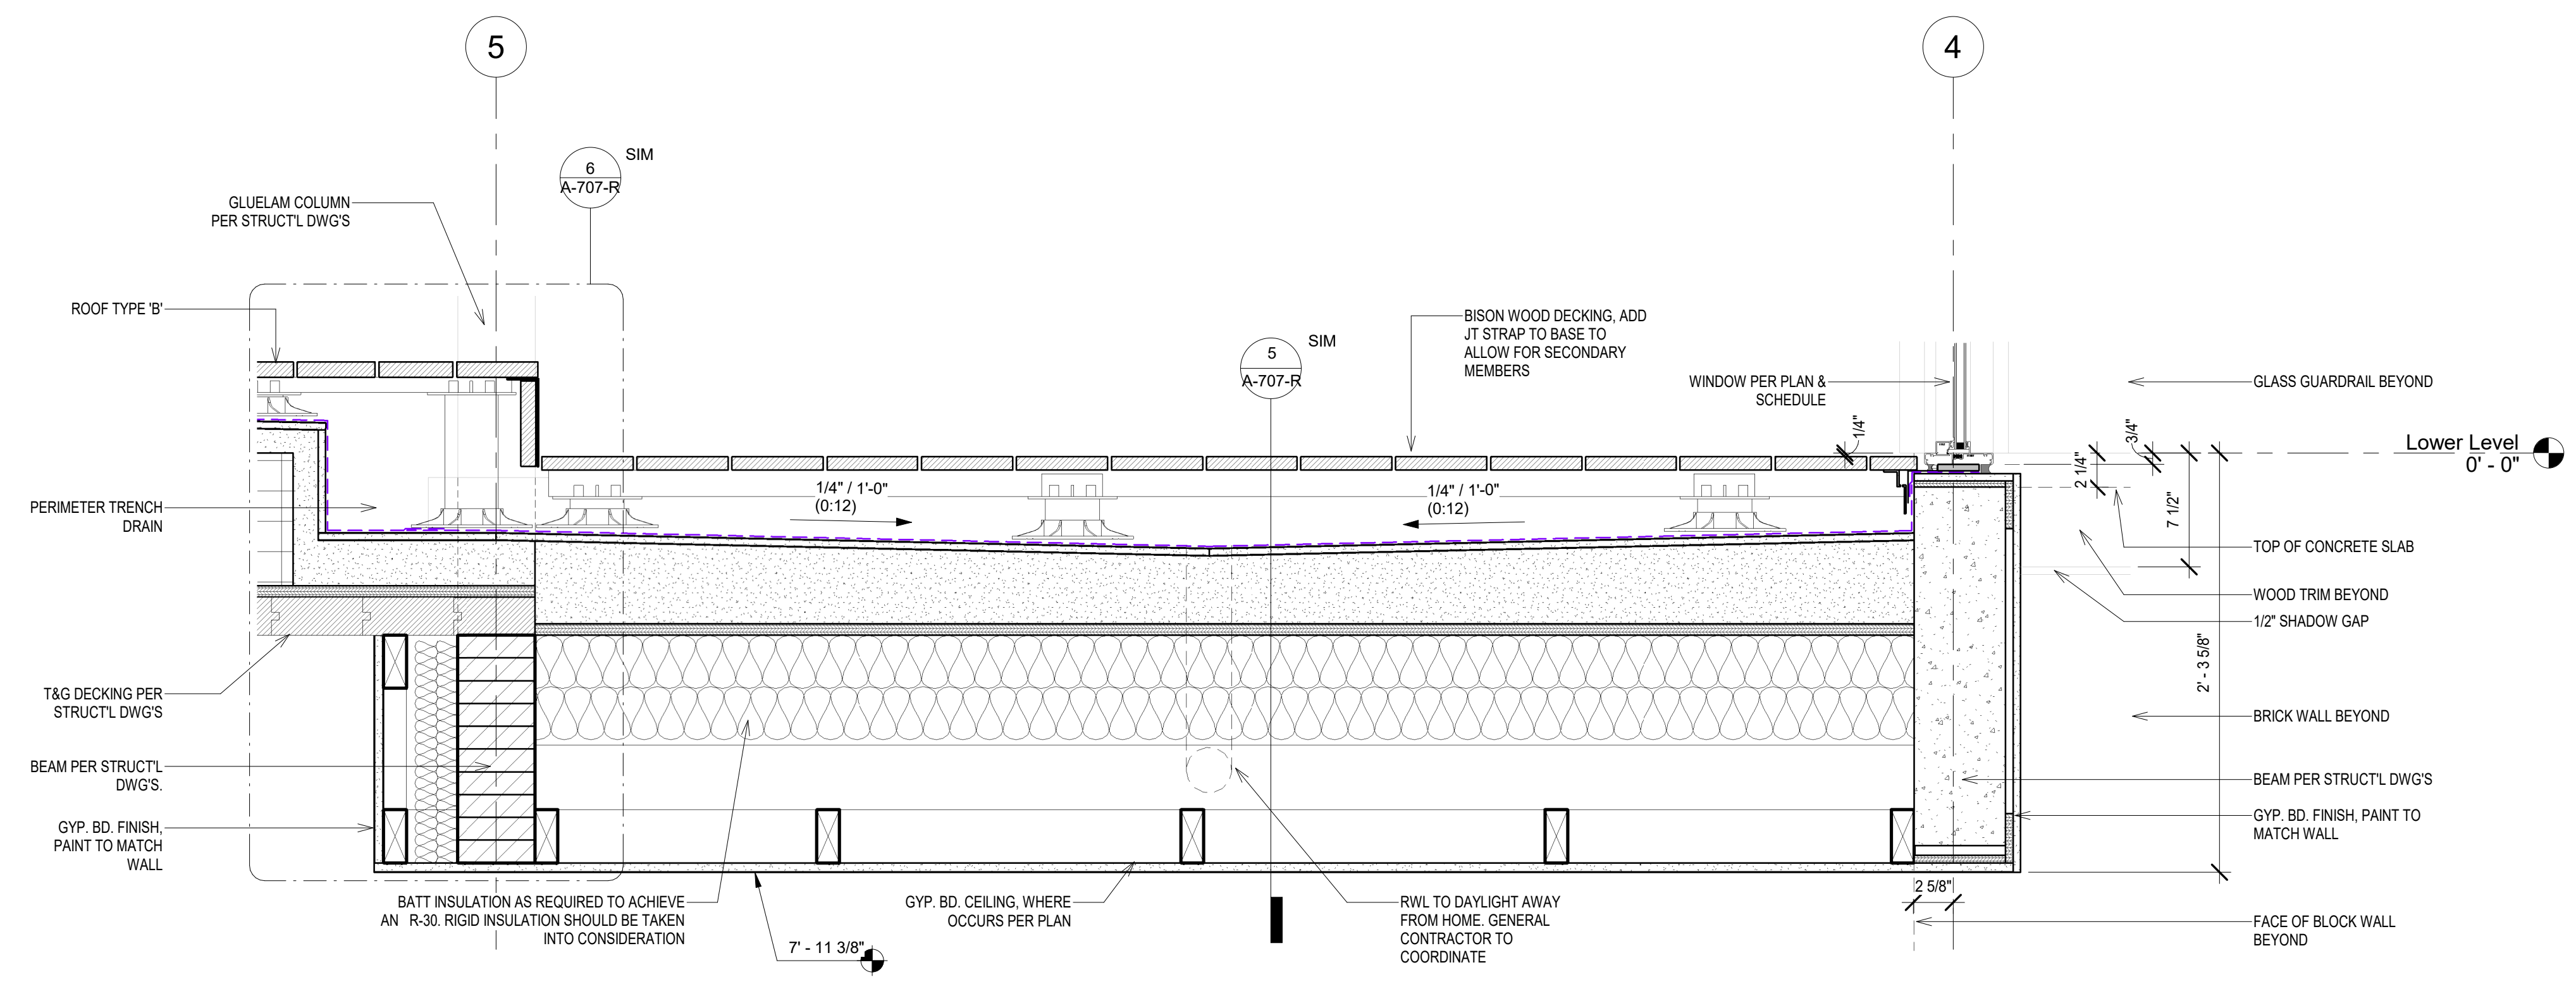 5
4
6
A-707-R
SIM
GLUELAM COLUMN
PER STRUCT'L DWG'S
ROOF TYPE 'B'
5
A-707-R
SIM
BISON WOOD DECKING, ADD
JT STRAP TO BASE TO
ALLOW FOR SECONDARY
MEMBERS
WINDOW PER PLAN &
SCHEDULE
GLASS GUARDRAIL BEYOND
1/4"
3/4"
2 1/4"
7 1/2"
2' - 3 5/8"
Lower Level
0' - 0"
PERIMETER TRENCH
DRAIN
1/4" / 1'-0"
(0:12)
1/4" / 1'-0"
(0:12)
TOP OF CONCRETE SLAB
WOOD TRIM BEYOND
1/2" SHADOW GAP
T&G DECKING PER
STRUCT'L DWG'S
BRICK WALL BEYOND
BEAM PER STRUCT'L
DWG'S.
BEAM PER STRUCT'L DWG'S
GYP. BD. FINISH,
PAINT TO MATCH
WALL
GYP. BD. FINISH, PAINT TO
MATCH WALL
2 5/8"
BATT INSULATION AS REQUIRED TO ACHIEVE
AN R-30. RIGID INSULATION SHOULD BE TAKEN
INTO CONSIDERATION
GYP. BD. CEILING, WHERE
OCCURS PER PLAN
RWL TO DAYLIGHT AWAY
FROM HOME. GENERAL
CONTRACTOR TO
COORDINATE
FACE OF BLOCK WALL
BEYOND
7' - 11 3/8"